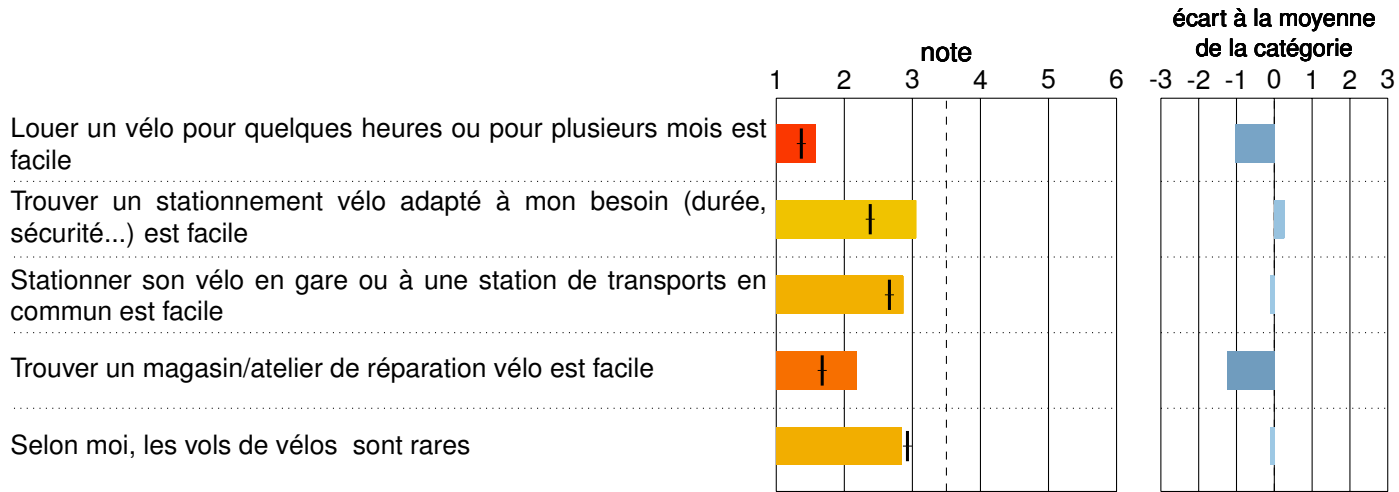 écart à la moyenne
note de la catégorie
1 2 3 4 5 6 -3 -2 -1 0 1 2 3
Louer un vélo pour quelques heures ou pour plusieurs mois est
facile
Trouver un stationnement vélo adapté à mon besoin (durée,
sécurité...) est facile
Stationner son vélo en gare ou à une station de transports en
commun est facile
Trouver un magasin/atelier de réparation vélo est facile
Selon moi, les vols de vélos sont rares